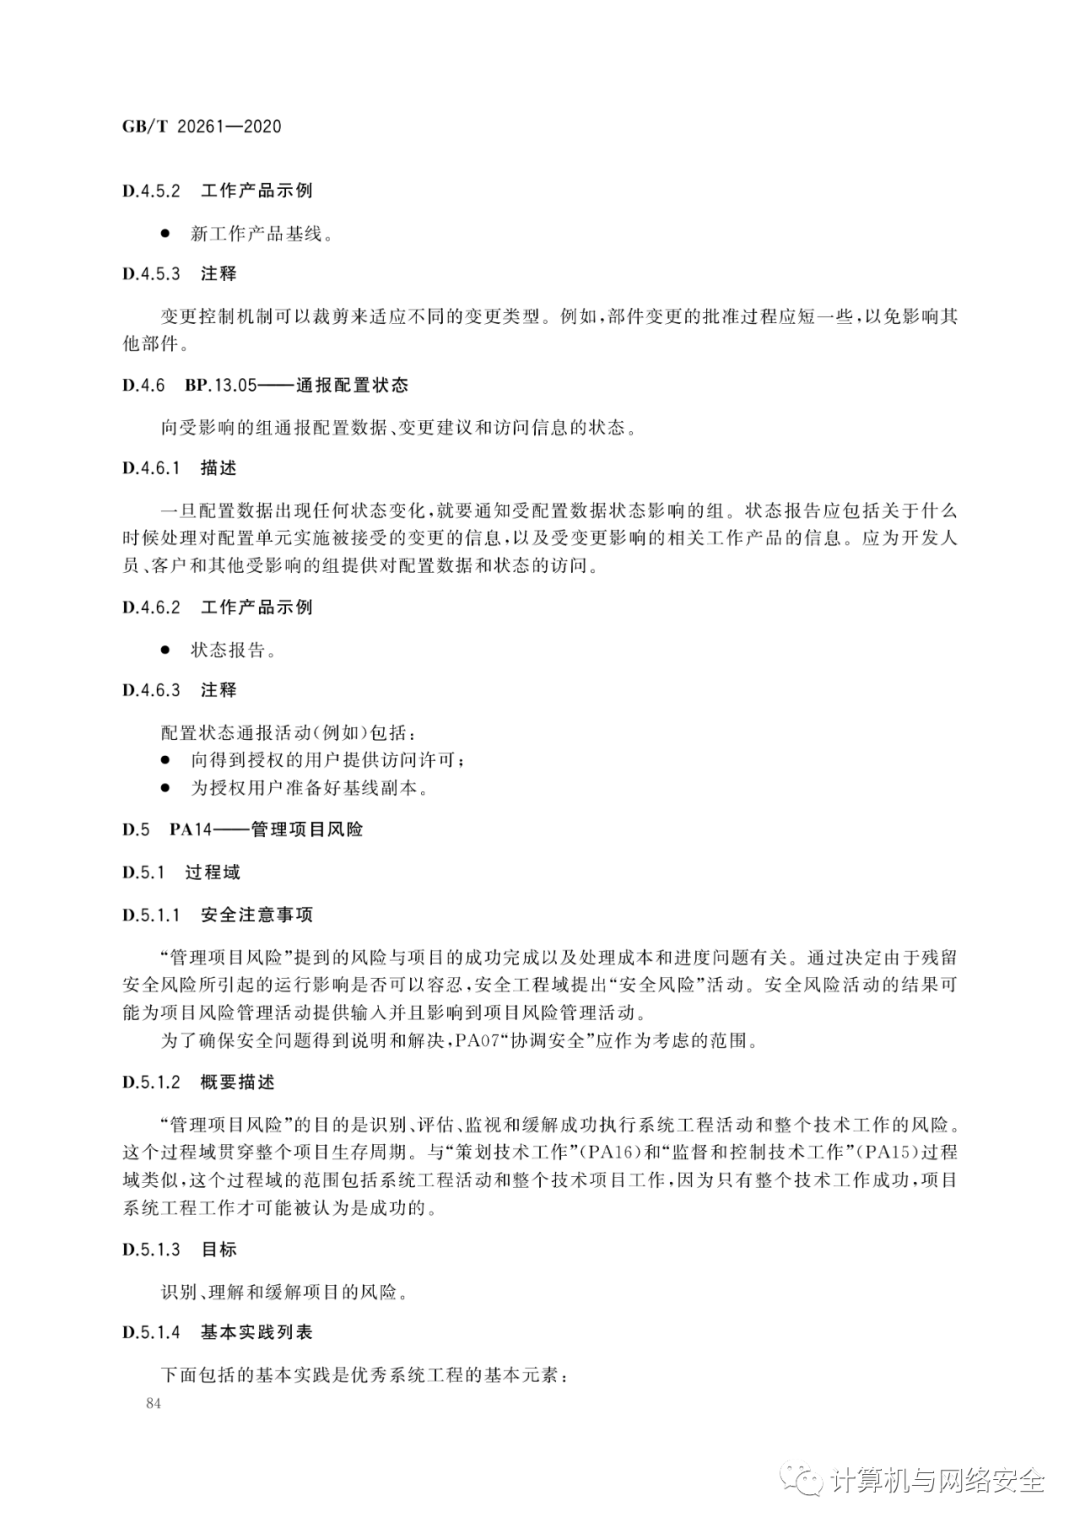 GB/T 20261—2020
D.4.5.2 工作产品示例
● 新工作产品基线。
D.4.5.3 注释
变更控制机制可以裁剪来适应不同的变更类型。例如,部件变更的批准过程应短一些,以免影响其
他部件。
D.4.6 BP.13.05——通报配置状态
向受影响的组通报配置数据、变更建议和访问信息的状态。
D.4.6.1 描述
一旦配置数据出现任何状态变化,就要通知受配置数据状态影响的组。状态报告应包括关于什么
时候处理对配置单元实施被接受的变更的信息,以及受变更影响的相关工作产品的信息。应为开发人
员、客户和其他受影响的组提供对配置数据和状态的访问。
D.4.6.2 工作产品示例
● 状态报告。
D.4.6.3 注释
配置状态通报活动(例如)包括:
● 向得到授权的用户提供访问许可;
● 为授权用户准备好基线副本。
D.5 PA14——管理项目风险
D.5.1 过程域
D.5.1.1 安全注意事项
“管理项目风险”提到的风险与项目的成功完成以及处理成本和进度问题有关。通过决定由于残留
安全风险所引起的运行影响是否可以容忍,安全工程域提出“安全风险”活动。安全风险活动的结果可
能为项目风险管理活动提供输入并且影响到项目风险管理活动。
为了确保安全问题得到说明和解决,PA07“协调安全”应作为考虑的范围。
D.5.1.2 概要描述
“管理项目风险”的目的是识别、评估、监视和缓解成功执行系统工程活动和整个技术工作的风险。
这个过程域贯穿整个项目生存周期。与“策划技术工作”(PA16)和“监督和控制技术工作”(PA15)过程
域类似,这个过程域的范围包括系统工程活动和整个技术项目工作,因为只有整个技术工作成功,项目
系统工程工作才可能被认为是成功的。
D.5.1.3 目标
识别、理解和缓解项目的风险。
D.5.1.4 基本实践列表
下面包括的基本实践是优秀系统工程的基本元素:
84
计算机与网络安全